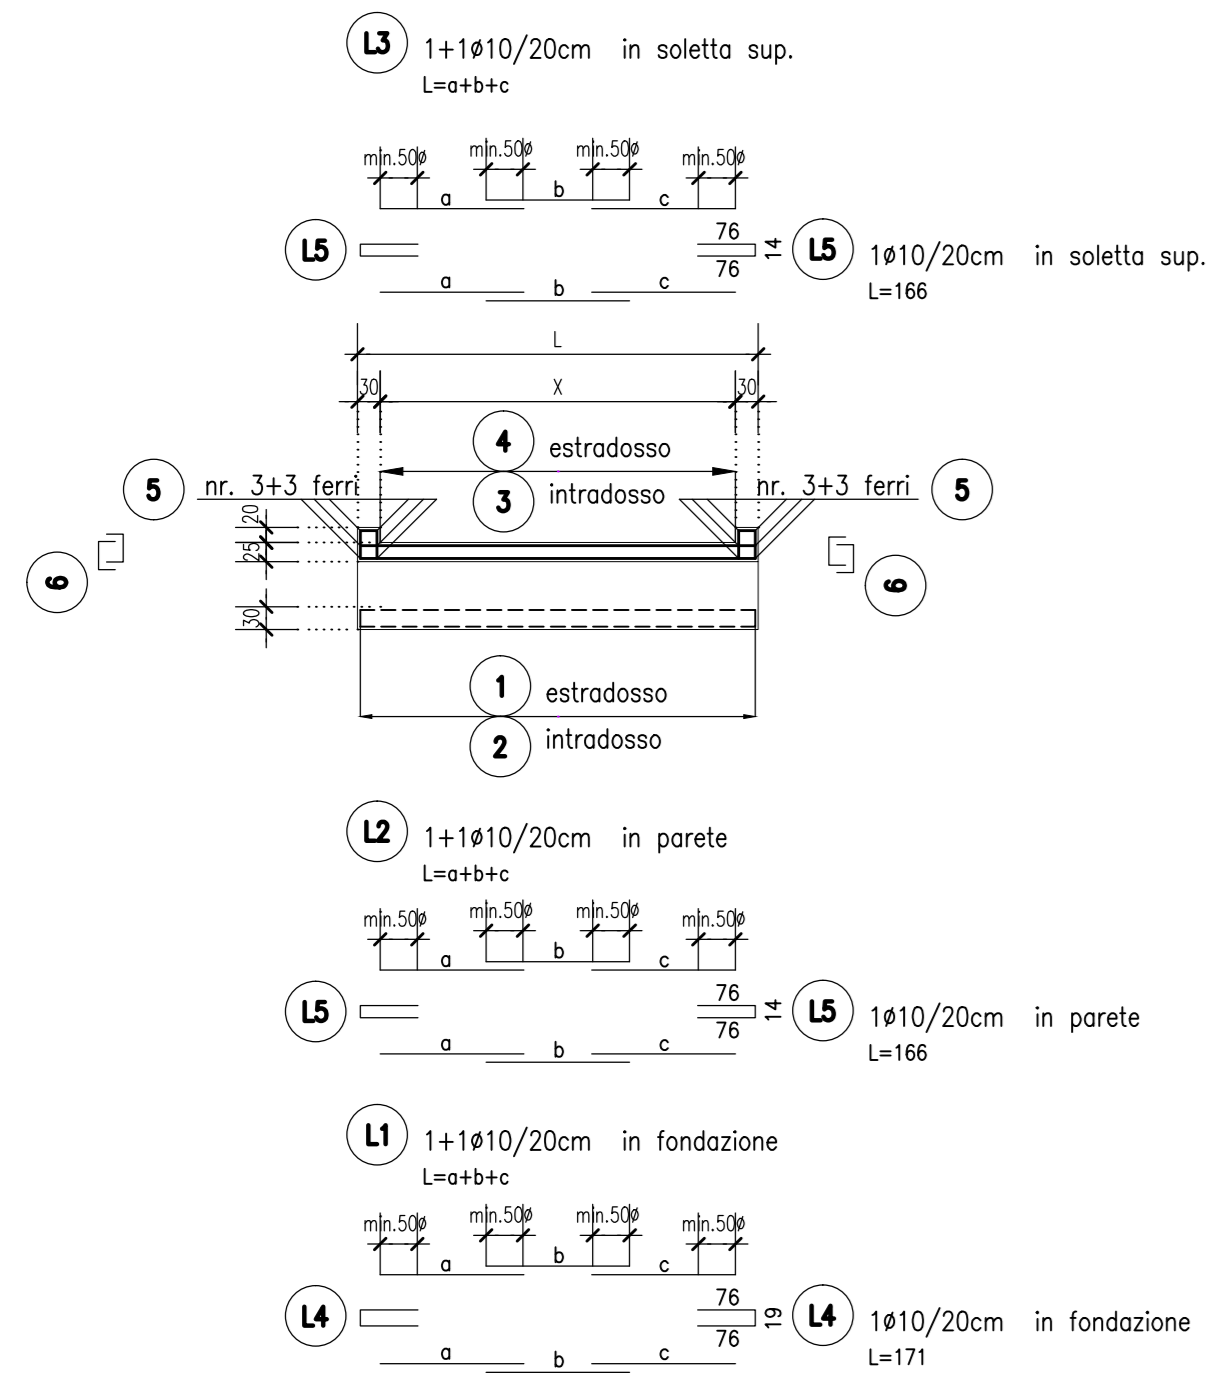 L3 1+1ø10/20cm in soletta sup.
L=a+b+c
min.50ø min.50ø min.50ø min.50ø
a b c
L5 76 14 L5 1ø10/20cm in soletta sup.
76
L=166
a b c
L
30 X 30
4 estradosso
5 nr. 3+3 ferri 3 intradosso nr. 3+3 ferri 5
20
25
6 6
30
1 estradosso
2 intradosso
L2 1+1ø10/20cm in parete
L=a+b+c
min.50ø min.50ø min.50ø min.50ø
a b c
L5 76 14 L5 1ø10/20cm in parete
76
L=166
a b c
L1 1+1ø10/20cm in fondazione
L=a+b+c
min.50ø min.50ø min.50ø min.50ø
a b c
L4 76 19 L4 1ø10/20cm in fondazione
76
L=171
a b c